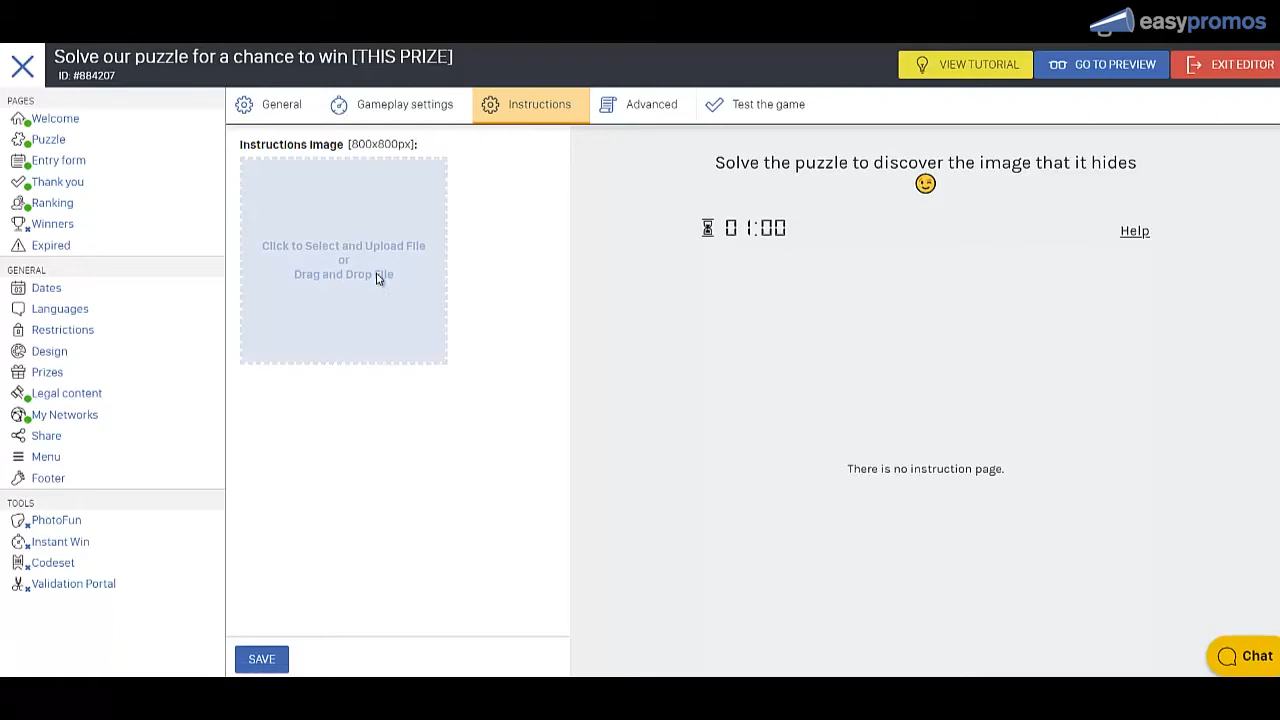 easypromos
Solve our puzzle for a chance to win [THIS PRIZE]
ID: #884207
VIEW TUTORIAL
GO TO PREVIEW
EXIT EDITOR
PAGES
Welcome
Puzzle
Entry form
Thank you
Ranking
Winners
Expired
GENERAL
Dates
Languages
Restrictions
Design
Prizes
Legal content
My Networks
Share
Menu
Footer
TOOLS
PhotoFun
Instant Win
Codeset
Validation Portal
General
Gameplay settings
Instructions
Advanced
Test the game
Instructions Image [800x800px]:
Click to Select and Upload File
or
Drag and Drop File
SAVE
Solve the puzzle to discover the image that it hides
😉
01:00
Help
There is no instruction page.
Chat